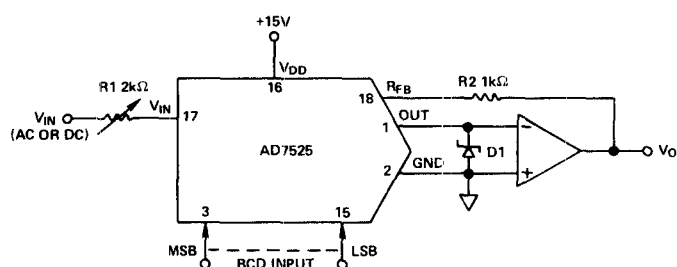 +15V
R1 2kΩ
VDD
16
RFB
R2 1kΩ
VIN
(AC OR DC)
VIN
17
18
OUT
1
−
AD7525
D1
VO
GND
2
+
3
15
MSB
LSB
BCD INPUT